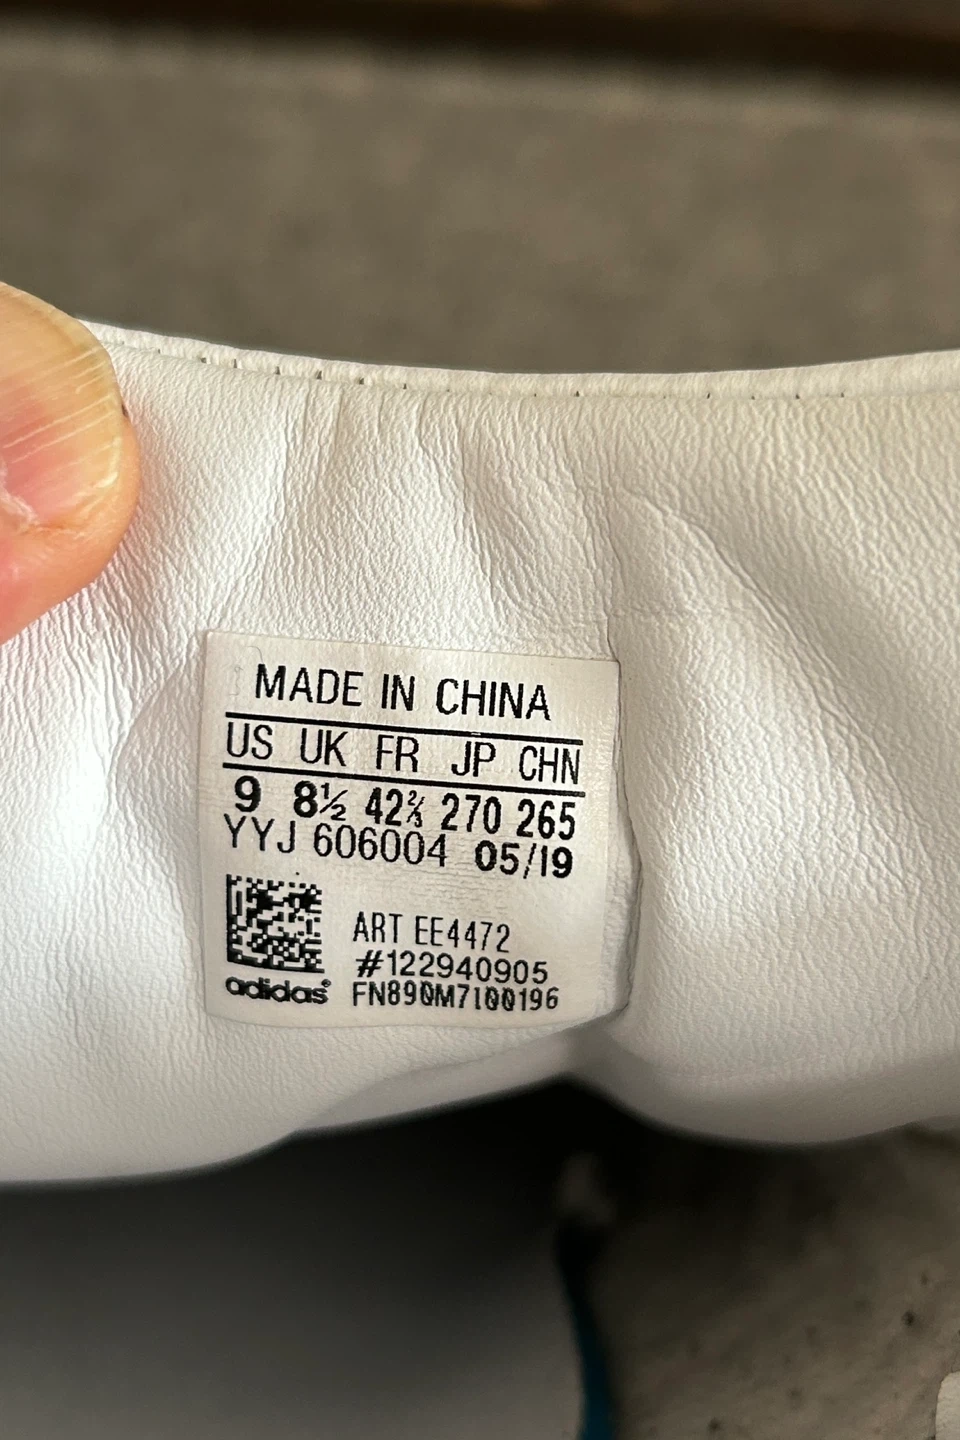 MADE IN CHINA
US UK FR JP CHN
9 8½ 42⅔ 270 265
YYJ 606004 05/19
ART EE4472
#122940905
adidas® FN890M7100196